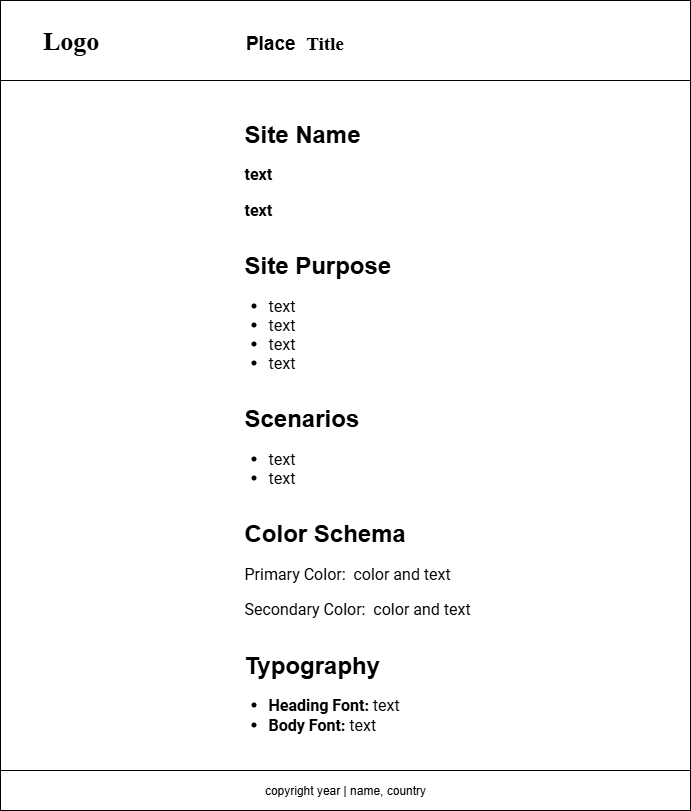 Logo
Place Title
Site Name
text
text
Site Purpose
• text
• text
• text
• text
Scenarios
• text
• text
Color Schema
Primary Color: color and text
Secondary Color: color and text
Typography
• Heading Font: text
• Body Font: text
copyright year | name, country